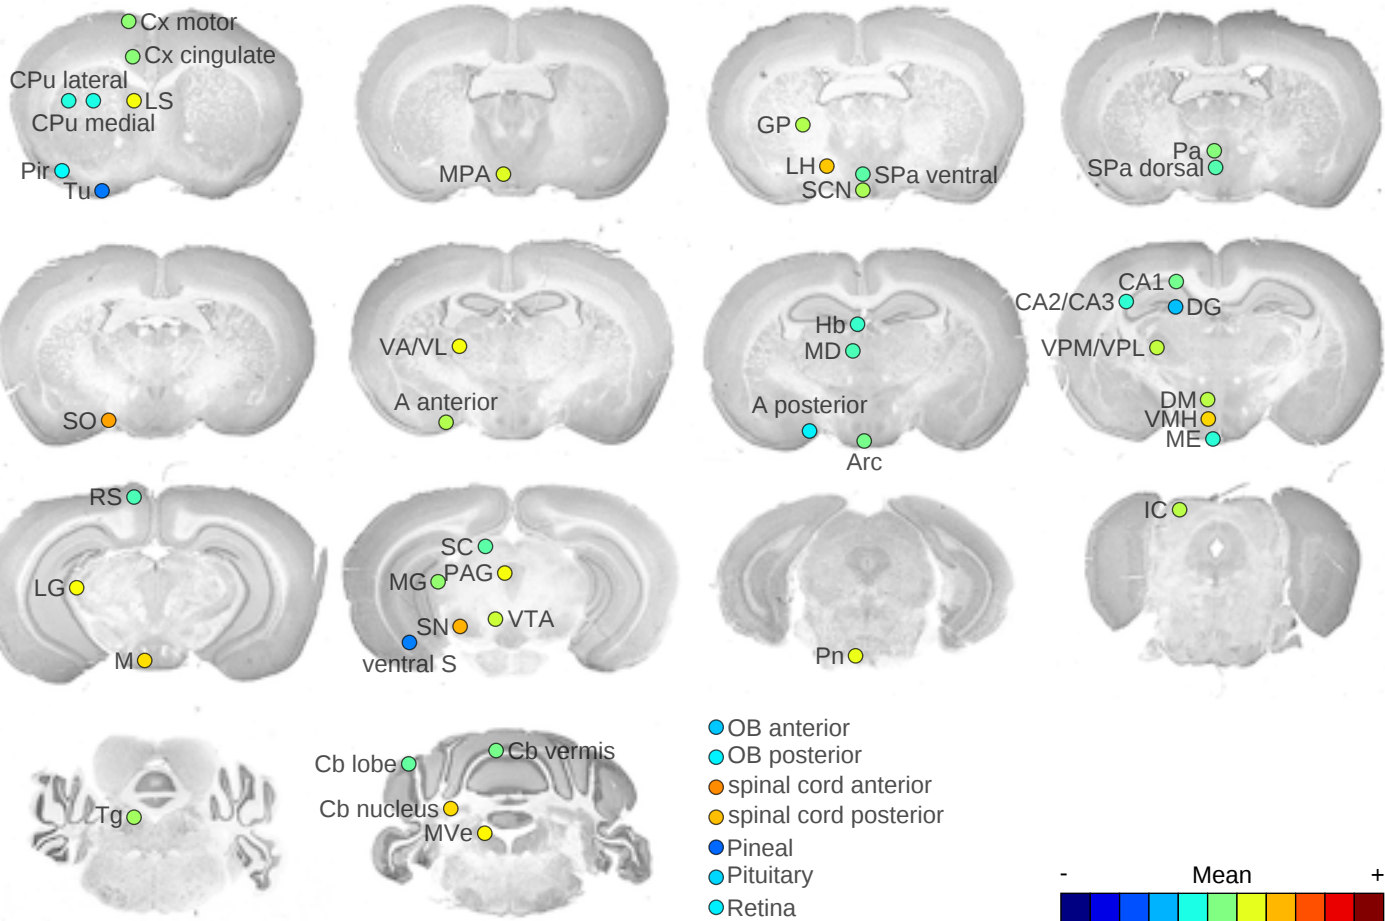 Cx motor
Cx cingulate
CPu lateral
LS
CPu medial
Pir
Tu
MPA
GP
LH
SPa ventral
SCN
Pa
SPa dorsal
SO
VA/VL
A anterior
Hb
MD
A posterior
Arc
CA1
CA2/CA3
DG
VPM/VPL
DM
VMH
ME
RS
LG
M
SC
MG
PAG
SN
VTA
ventral S
Pn
IC
Tg
Cb lobe
Cb vermis
Cb nucleus
MVe
OB anterior
OB posterior
spinal cord anterior
spinal cord posterior
Pineal
Pituitary
Retina
- Mean +